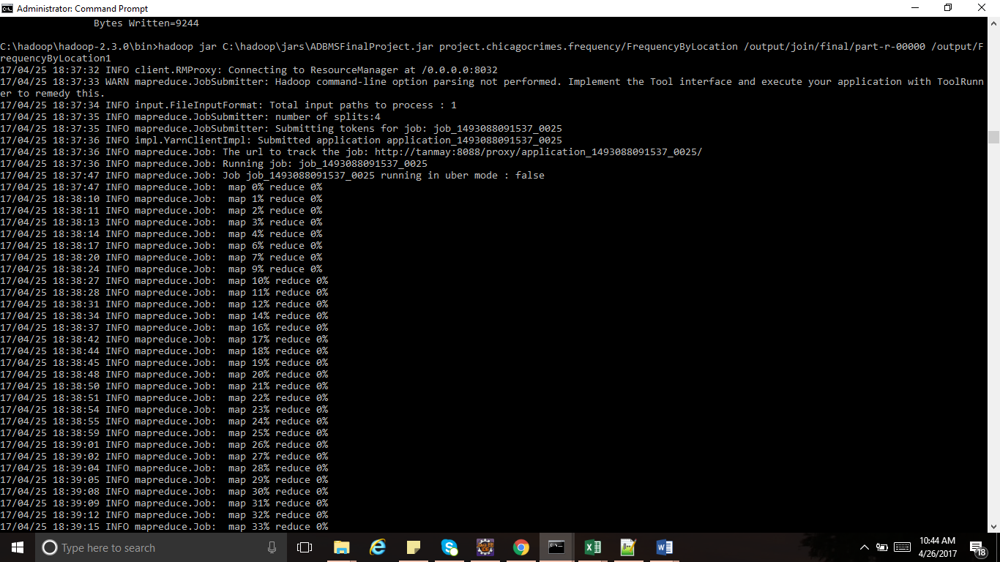 Administrator: Command Prompt
Bytes Written=9244
C:\hadoop\hadoop-2.3.0\bin>hadoop jar C:\hadoop\jars\ADBMSFinalProject.jar project.chicagocrimes.frequency/FrequencyByLocation /output/join/final/part-r-00000 /output/F
requencyByLocation1
17/04/25 18:37:32 INFO client.RMProxy: Connecting to ResourceManager at /0.0.0.0:8032
17/04/25 18:37:33 WARN mapreduce.JobSubmitter: Hadoop command-line option parsing not performed. Implement the Tool interface and execute your application with ToolRunn
er to remedy this.
17/04/25 18:37:34 INFO input.FileInputFormat: Total input paths to process : 1
17/04/25 18:37:35 INFO mapreduce.JobSubmitter: number of splits:4
17/04/25 18:37:35 INFO mapreduce.JobSubmitter: Submitting tokens for job: job_1493088091537_0025
17/04/25 18:37:36 INFO impl.YarnClientImpl: Submitted application application_1493088091537_0025
17/04/25 18:37:36 INFO mapreduce.Job: The url to track the job: http://tanmay:8088/proxy/application_1493088091537_0025/
17/04/25 18:37:36 INFO mapreduce.Job: Running job: job_1493088091537_0025
17/04/25 18:37:47 INFO mapreduce.Job: Job job_1493088091537_0025 running in uber mode : false
17/04/25 18:37:47 INFO mapreduce.Job:  map 0% reduce 0%
17/04/25 18:38:10 INFO mapreduce.Job:  map 1% reduce 0%
17/04/25 18:38:11 INFO mapreduce.Job:  map 2% reduce 0%
17/04/25 18:38:13 INFO mapreduce.Job:  map 3% reduce 0%
17/04/25 18:38:14 INFO mapreduce.Job:  map 4% reduce 0%
17/04/25 18:38:17 INFO mapreduce.Job:  map 6% reduce 0%
17/04/25 18:38:20 INFO mapreduce.Job:  map 7% reduce 0%
17/04/25 18:38:24 INFO mapreduce.Job:  map 9% reduce 0%
17/04/25 18:38:27 INFO mapreduce.Job:  map 10% reduce 0%
17/04/25 18:38:28 INFO mapreduce.Job:  map 11% reduce 0%
17/04/25 18:38:31 INFO mapreduce.Job:  map 12% reduce 0%
17/04/25 18:38:34 INFO mapreduce.Job:  map 14% reduce 0%
17/04/25 18:38:37 INFO mapreduce.Job:  map 16% reduce 0%
17/04/25 18:38:42 INFO mapreduce.Job:  map 17% reduce 0%
17/04/25 18:38:44 INFO mapreduce.Job:  map 18% reduce 0%
17/04/25 18:38:45 INFO mapreduce.Job:  map 19% reduce 0%
17/04/25 18:38:48 INFO mapreduce.Job:  map 20% reduce 0%
17/04/25 18:38:50 INFO mapreduce.Job:  map 21% reduce 0%
17/04/25 18:38:51 INFO mapreduce.Job:  map 22% reduce 0%
17/04/25 18:38:54 INFO mapreduce.Job:  map 23% reduce 0%
17/04/25 18:38:55 INFO mapreduce.Job:  map 24% reduce 0%
17/04/25 18:38:59 INFO mapreduce.Job:  map 25% reduce 0%
17/04/25 18:39:01 INFO mapreduce.Job:  map 26% reduce 0%
17/04/25 18:39:02 INFO mapreduce.Job:  map 27% reduce 0%
17/04/25 18:39:04 INFO mapreduce.Job:  map 28% reduce 0%
17/04/25 18:39:05 INFO mapreduce.Job:  map 29% reduce 0%
17/04/25 18:39:08 INFO mapreduce.Job:  map 30% reduce 0%
17/04/25 18:39:09 INFO mapreduce.Job:  map 31% reduce 0%
17/04/25 18:39:12 INFO mapreduce.Job:  map 32% reduce 0%
17/04/25 18:39:15 INFO mapreduce.Job:  map 33% reduce 0%
Type here to search
10:44 AM
4/26/2017
18